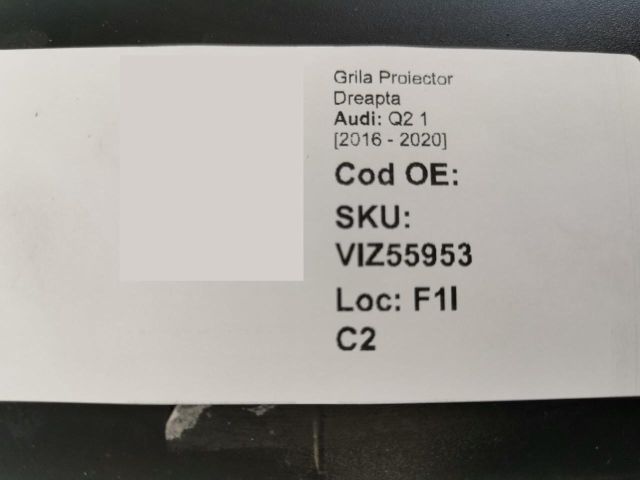 Grila Proiector
Dreapta
Audi: Q2 1
[2016 - 2020]
Cod OE:
SKU:
VIZ55953
Loc: F1I
C2